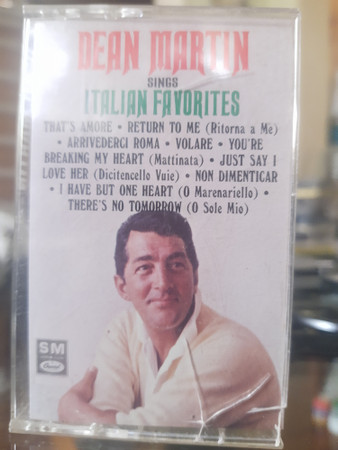 DEAN MARTIN
SINGS
ITALIAN FAVORITES
THAT'S AMORE • RETURN TO ME (Ritorna a Me)
• ARRIVEDERCI ROMA • VOLARE • YOU'RE
BREAKING MY HEART (Mattinata) • JUST SAY I
LOVE HER (Dicitencello Vuie) • NON DIMENTICAR
• I HAVE BUT ONE HEART (O Marenariello) •
THERE'S NO TOMORROW (O Sole Mio)
SM
Capitol